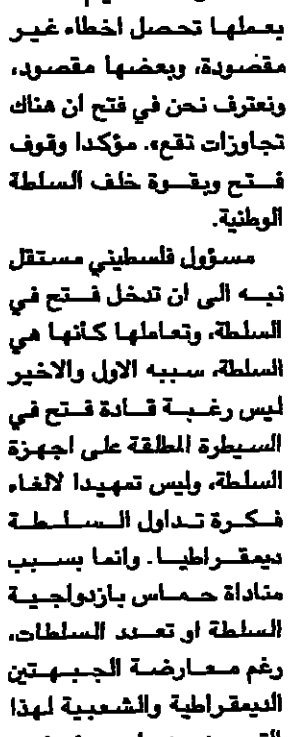 بعملها تحصل اخطاء غير
مقصودة، وبعضها مقصود،
ونعترف نحن في فتح ان هناك
تجاوزات تقع». مؤكدا وقوف
فتح وبقوة خلف السلطة
الوطنية.
مسؤول فلسطيني مستقل
نبه الى ان تدخل فتح في
السلطة، وتعاملها كأنها هي
السلطة، سببه الاول والاخير
ليس رغبة قادة فتح في
السيطرة المطلقة على اجهزة
السلطة، وليس تمهيدا لالغاء
فكرة تداول السلطة
ديمقراطيا. وانما بسبب
مناداة حماس بازدواجية
السلطة او تعدد السلطات،
رغم معارضة الجبهتين
الديمقراطية والشعبية لهذا